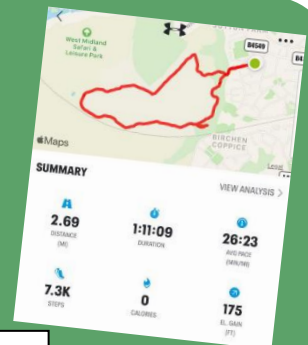 West Midland
Safari &
Leisure Park
B4549
BIRCHEN
COPPICE
Maps
Legal
SUMMARY
VIEW ANALYSIS
2.69
DISTANCE
(MI)
1:11:09
DURATION
26:23
AVG PACE
(MIN/MI)
7.3K
STEPS
0
CALORIES
175
EL. GAIN
(FT)